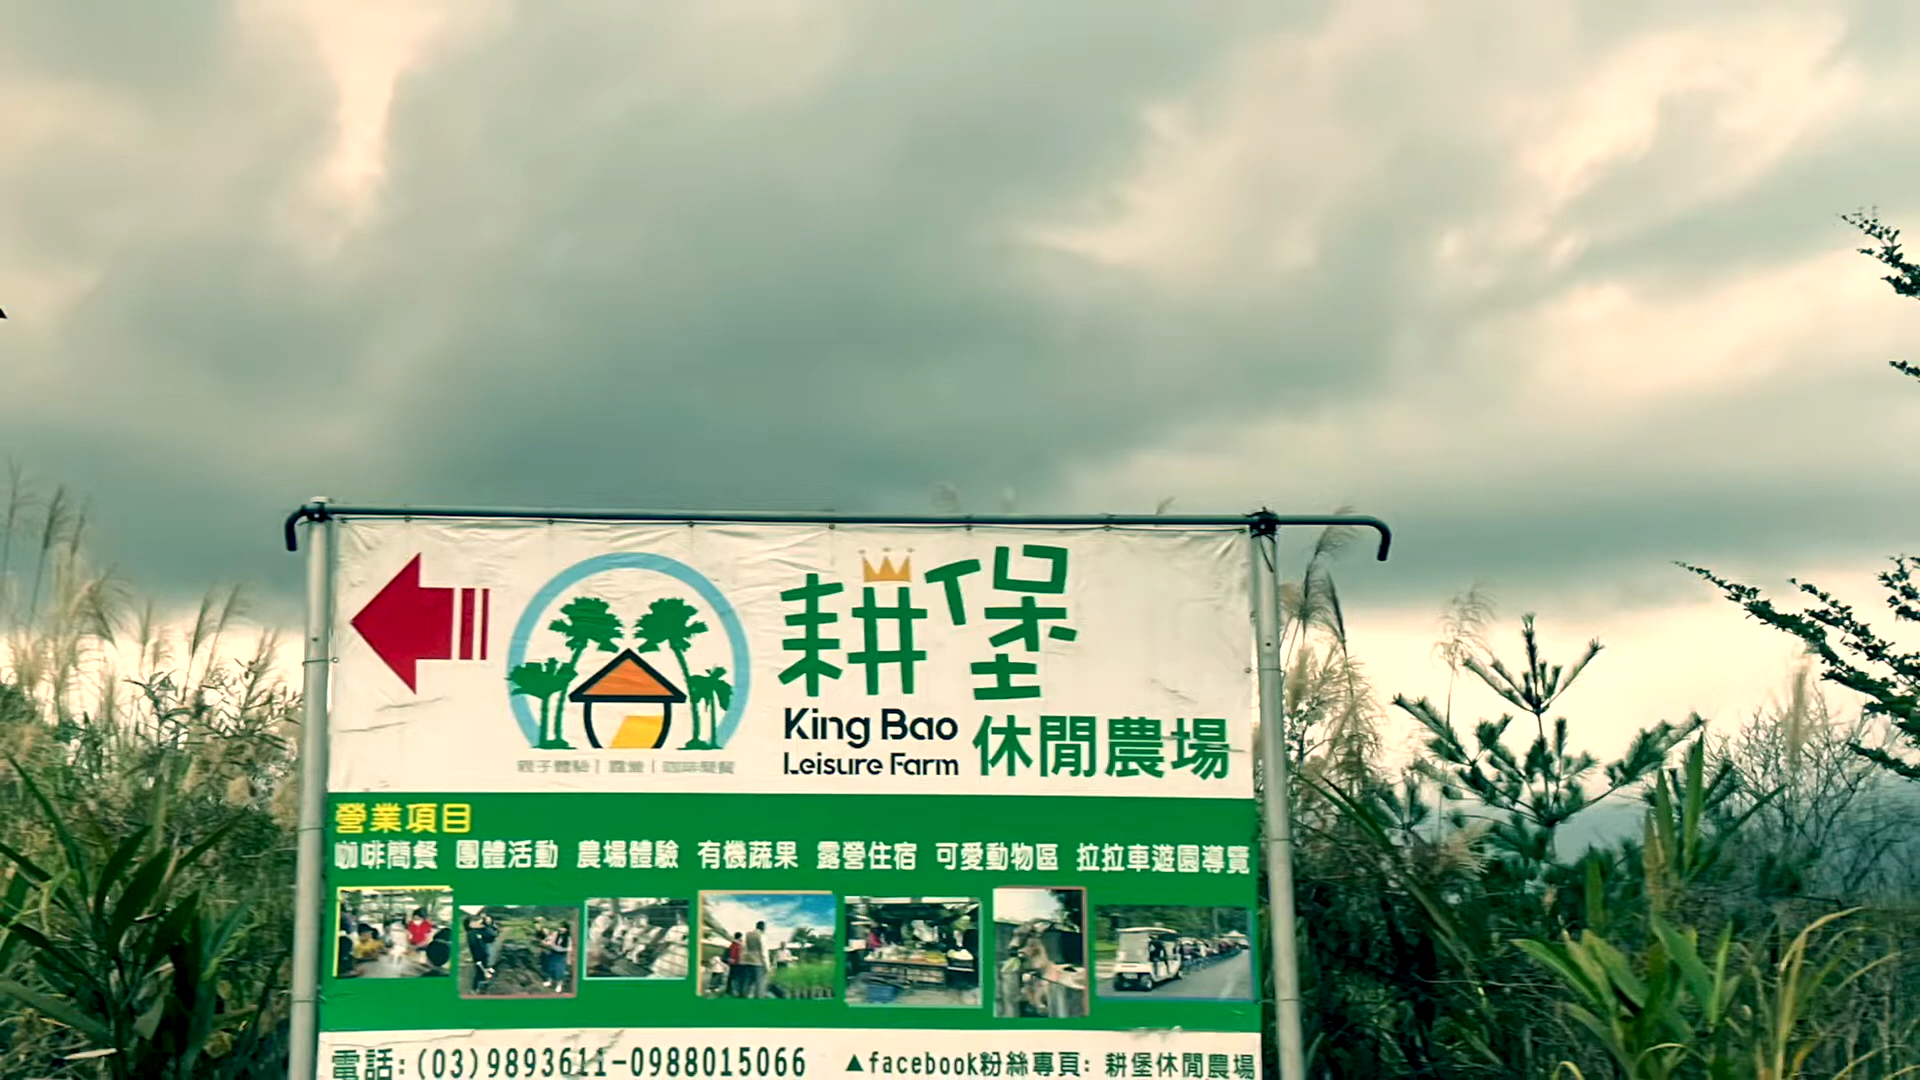 耕堡
King Bao
Leisure Farm
休閒農場
親子體驗 | 露營 | 咖啡簡餐
營業項目
咖啡簡餐 團體活動 農場體驗 有機蔬果 露營住宿 可愛動物區 拉拉車遊園導覽
電話:(03)9893611-0988015066 ▲facebook粉絲專頁: 耕堡休閒農場